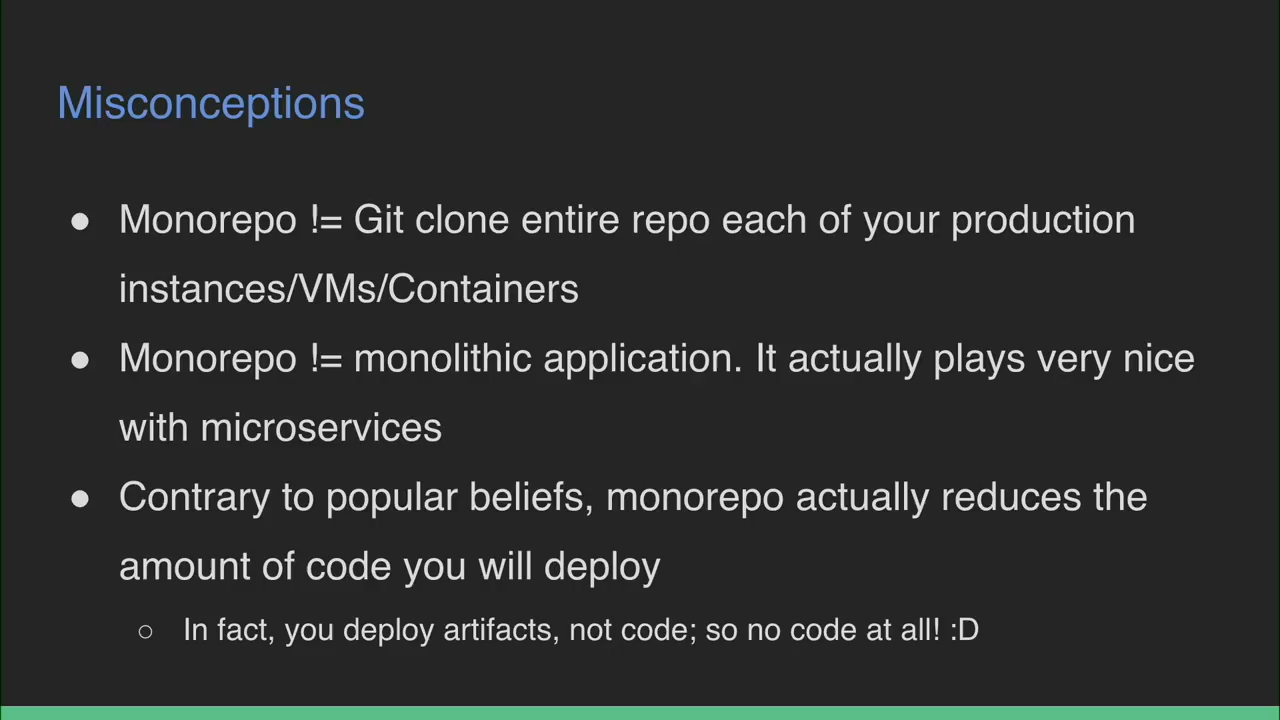 Misconceptions
● Monorepo != Git clone entire repo each of your production
instances/VMs/Containers
● Monorepo != monolithic application. It actually plays very nice
with microservices
● Contrary to popular beliefs, monorepo actually reduces the
amount of code you will deploy
○ In fact, you deploy artifacts, not code; so no code at all! :D